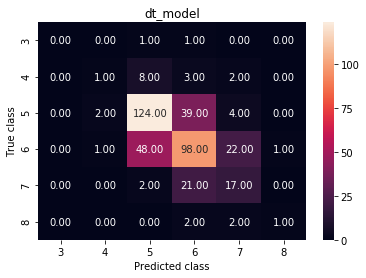 dt_model
True class
3 0.00 0.00 1.00 1.00 0.00 0.00
4 0.00 1.00 8.00 3.00 2.00 0.00
5 0.00 2.00 124.00 39.00 4.00 0.00
6 0.00 1.00 48.00 98.00 22.00 1.00
7 0.00 0.00 2.00 21.00 17.00 0.00
8 0.00 0.00 0.00 2.00 2.00 1.00
3 4 5 6 7 8
Predicted class
100
75
50
25
0